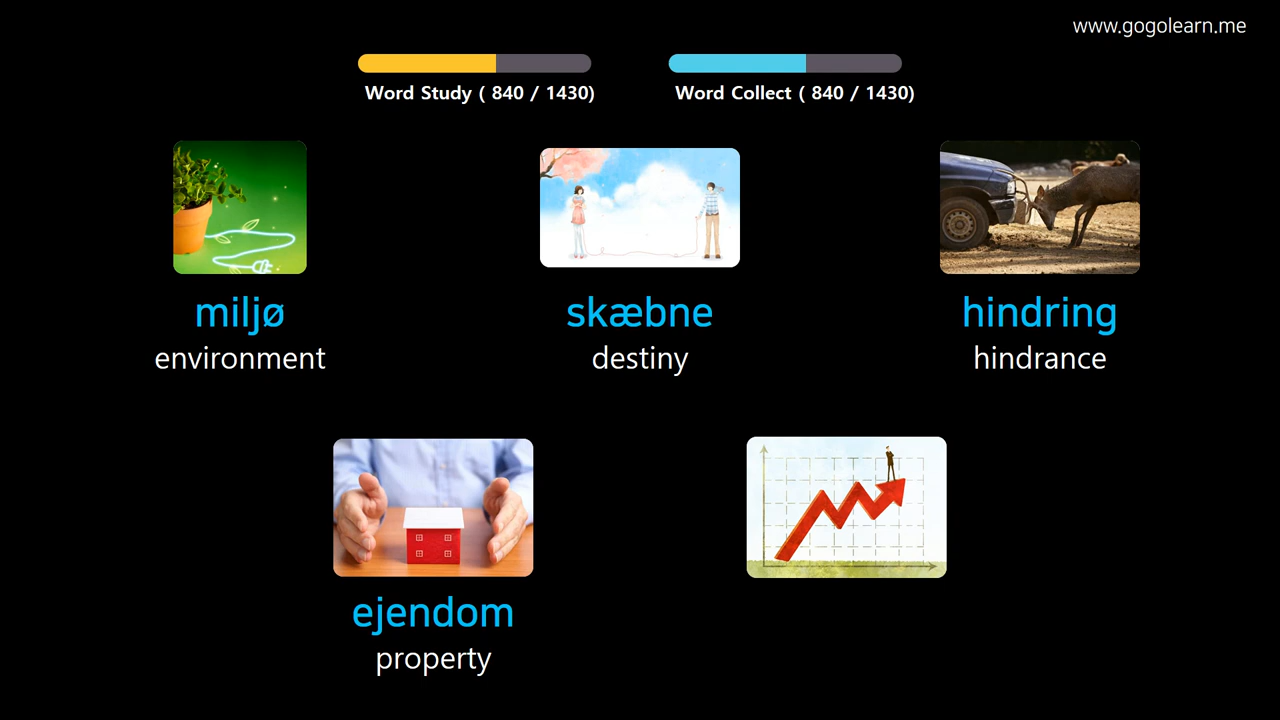 www.gogolearn.me
Word Study ( 840 / 1430)
Word Collect ( 840 / 1430)
miljø
environment
skæbne
destiny
hindring
hindrance
ejendom
property